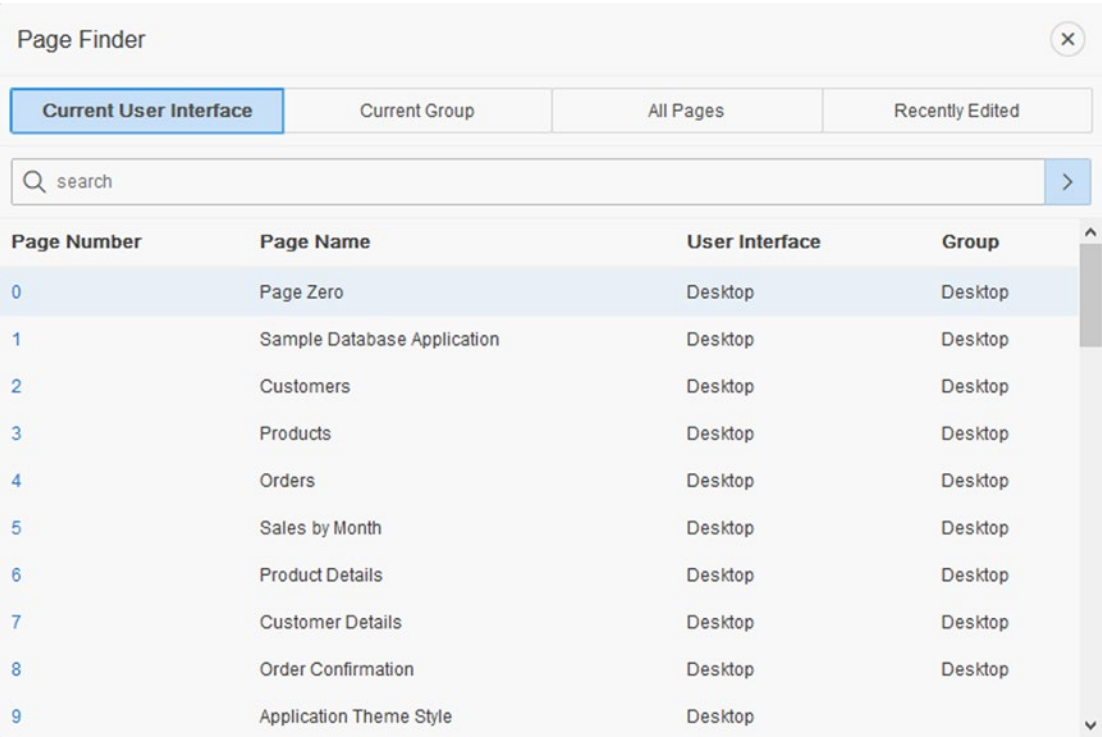 Page Finder
Current User Interface Current Group All Pages Recently Edited
search
Page Number Page Name User Interface Group
0 Page Zero Desktop Desktop
1 Sample Database Application Desktop Desktop
2 Customers Desktop Desktop
3 Products Desktop Desktop
4 Orders Desktop Desktop
5 Sales by Month Desktop Desktop
6 Product Details Desktop Desktop
7 Customer Details Desktop Desktop
8 Order Confirmation Desktop Desktop
9 Application Theme Style Desktop